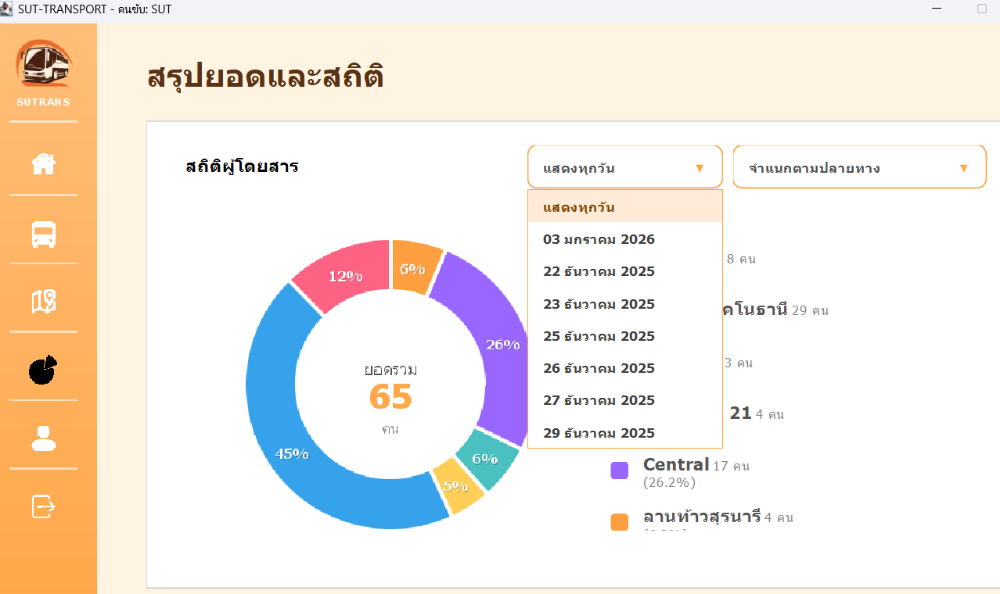 SUT-TRANSPORT - คนขับ: SUT
SUTRANS
สรุปยอดและสถิติ
สถิติผู้โดยสาร
แสดงทุกวัน ▼
จำแนกตามปลายทาง ▼
แสดงทุกวัน
03 มกราคม 2026
22 ธันวาคม 2025
23 ธันวาคม 2025
25 ธันวาคม 2025
26 ธันวาคม 2025
27 ธันวาคม 2025
29 ธันวาคม 2025
12%
6%
26%
45%
6%
5%
ยอดรวม
65
คน
8 คน
คโนธานี 29 คน
3 คน
21 4 คน
Central 17 คน
(26.2%)
ลานท้าวสุรนารี 4 คน